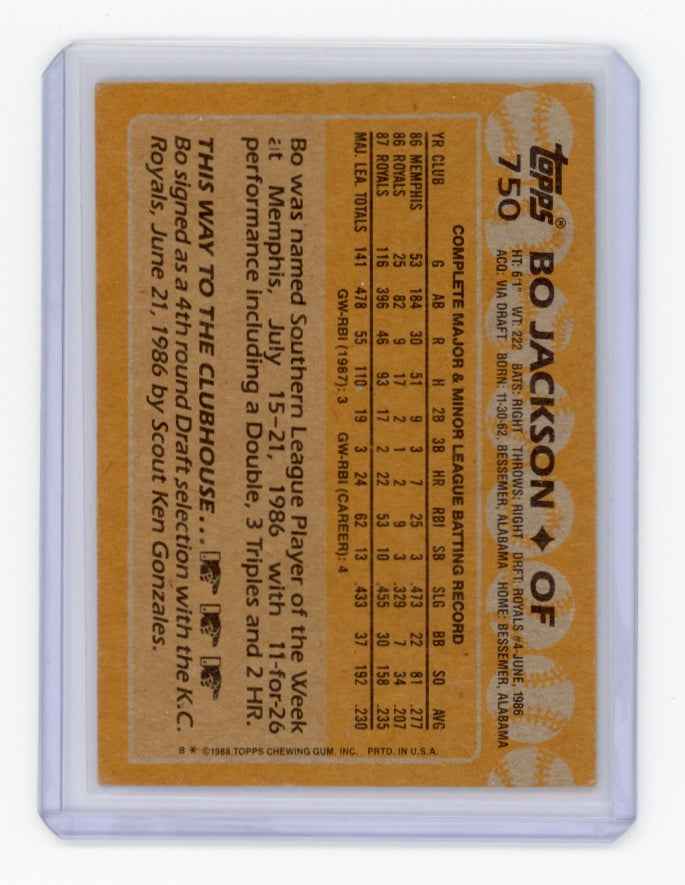 topps® BO JACKSON ✦ OF
750 HT: 6'1" WT: 222 BATS: RIGHT THROWS: RIGHT DRFT: ROYALS #4-JUNE, 1986
ACQ: VIA DRAFT BORN: 11-30-62, BESSEMER, ALABAMA HOME: BESSEMER, ALABAMA
COMPLETE MAJOR & MINOR LEAGUE BATTING RECORD
YR CLUB G AB R H 2B 3B HR RBI SB SLG BB SO AVG
86 MEMPHIS 53 184 30 51 9 3 7 25 3 .473 22 81 .277
86 ROYALS 25 82 9 17 2 1 2 9 3 .329 7 34 .207
87 ROYALS 116 396 46 93 17 2 22 53 10 .455 30 158 .235
MAJ. LEA. TOTALS 141 478 55 110 19 3 24 62 13 .433 37 192 .230
GW-RBI (1987): 3 GW-RBI (CAREER): 4
Bo was named Southern League Player of the Week
at Memphis, July 15-21, 1986 with 11-for-26
performance including a Double, 3 Triples and 2 HR.
THIS WAY TO THE CLUBHOUSE...
Bo signed as a 4th round Draft selection with the K.C.
Royals, June 21, 1986 by Scout Ken Gonzales.
B * ©1988 TOPPS CHEWING GUM, INC. PRTD. IN U.S.A.